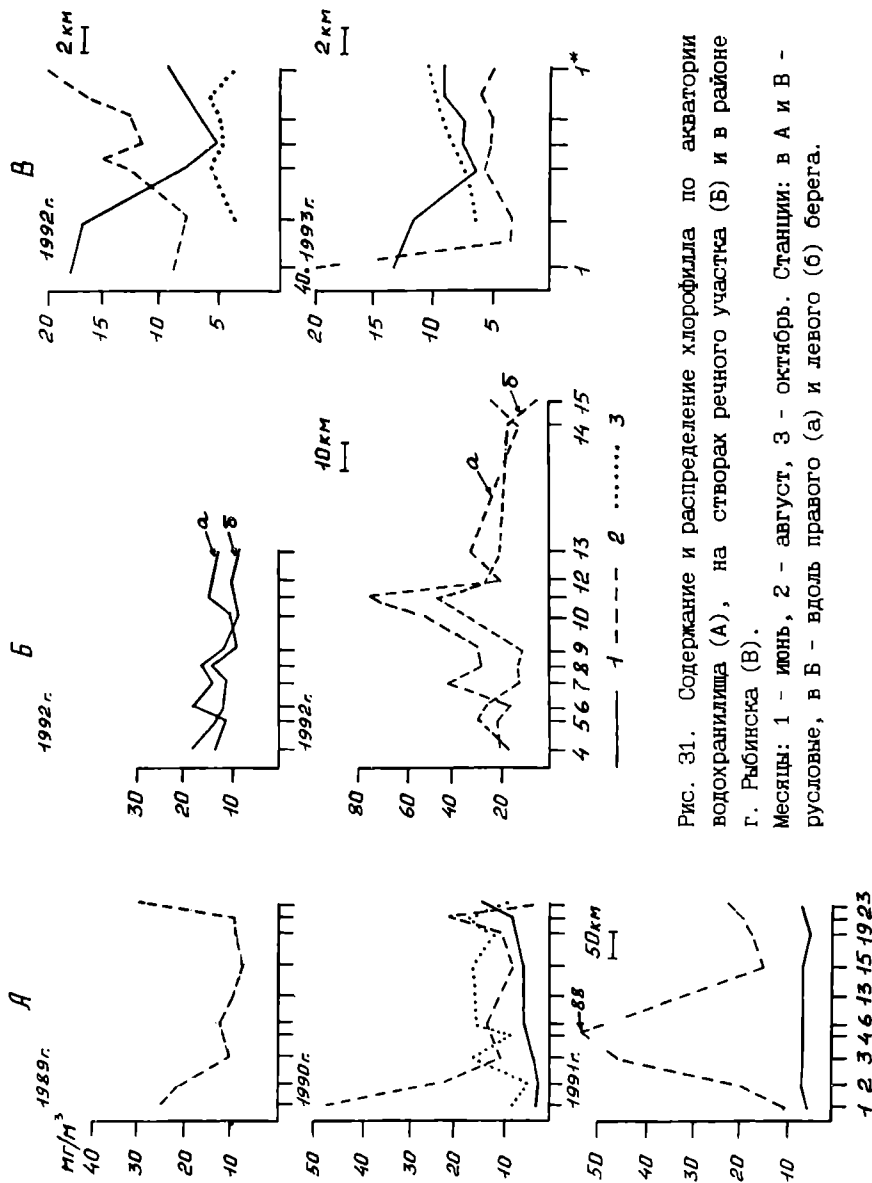 А
Б
В
мг/м³
1989г.
40
30
20
10
1990г.
50
40
30
20
10
1991г.
50км
88
50
40
30
20
10
1 2 3 4 6 13 15 19 23
1992г.
30
20
10
а
б
1992г.
10км
80
60
40
20
а
б
4 5 6 7 8 9 10 11 12 13 14 15
1992г.
2км
20
15
10
5
40.
1993г.
2км
20
15
10
5
1 1*
1 2 3
Рис. 31. Содержание и распределение хлорофилла по акватории
водохранилища (А), на створах речного участка (Б) и в районе
г. Рыбинска (В).
Месяцы: 1 - июнь, 2 - август, 3 - октябрь. Станции: в А и В -
русловые, в Б - вдоль правого (а) и левого (б) берега.